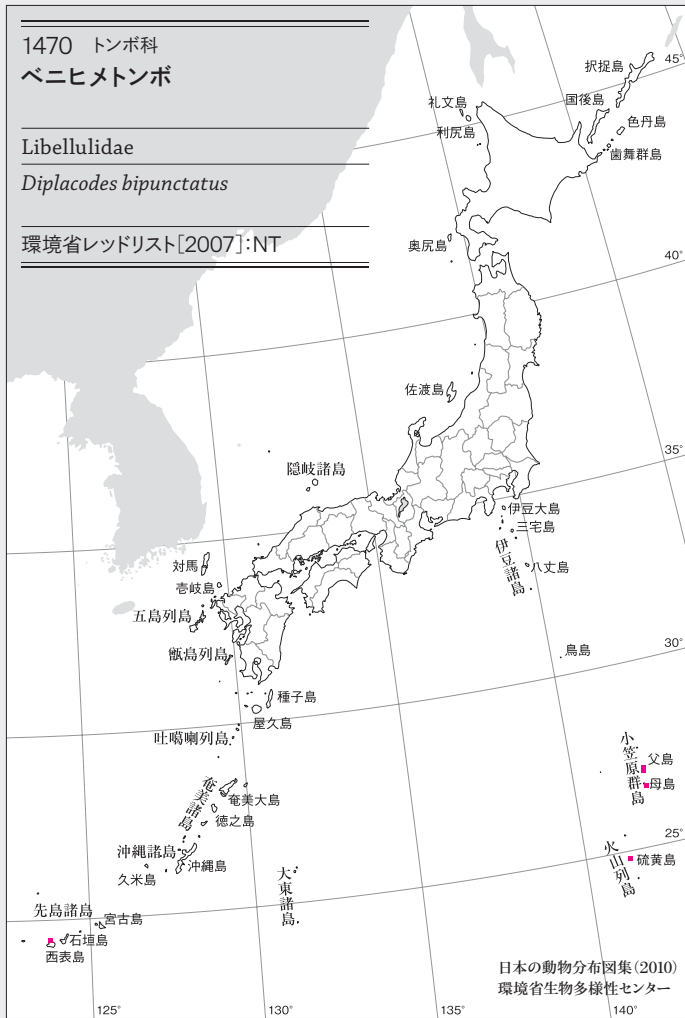 1470 トンボ科
ベニヒメトンボ
Libellulidae
Diplacodes bipunctatus
環境省レッドリスト[2007]:NT
択捉島
国後島
色丹島
歯舞群島
礼文島
利尻島
奥尻島
佐渡島
隠岐諸島
対馬
壱岐島
五島列島
甑島列島
種子島
屋久島
吐噶喇列島
奄美諸島
奄美大島
徳之島
沖縄諸島
沖縄島
久米島
大東諸島
先島諸島
宮古島
石垣島
西表島
伊豆大島
三宅島
伊豆諸島
八丈島
鳥島
小笠原群島
父島
母島
火山列島
硫黄島
45°
40°
35°
30°
25°
125°
130°
135°
140°
日本の動物分布図集(2010)
環境省生物多様性センター